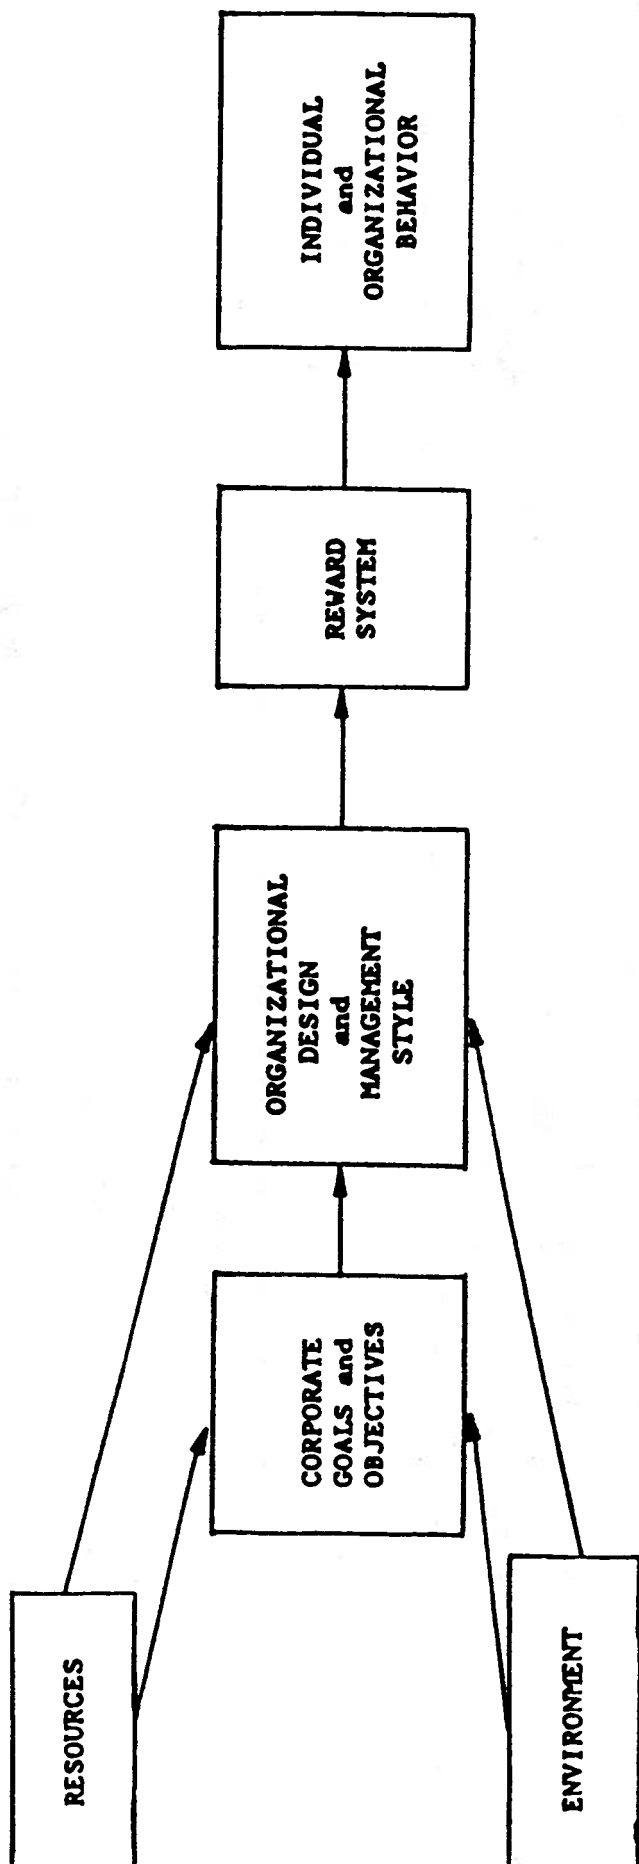 RESOURCES
ENVIRONMENT
CORPORATE
GOALS and
OBJECTIVES
ORGANIZATIONAL
DESIGN
and
MANAGEMENT
STYLE
REWARD
SYSTEM
INDIVIDUAL
and
ORGANIZATIONAL
BEHAVIOR